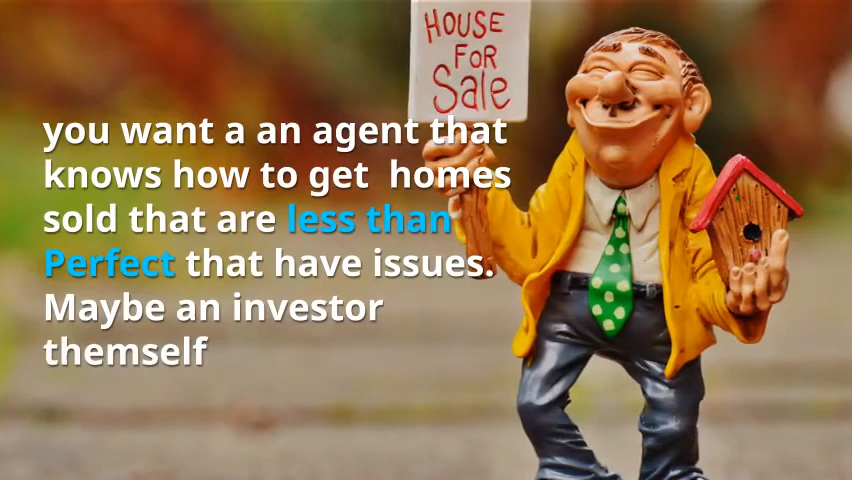 HOUSE
FOR
Sale
you want a an agent that
knows how to get  homes
sold that are less than
Perfect that have issues.
Maybe an investor
themself